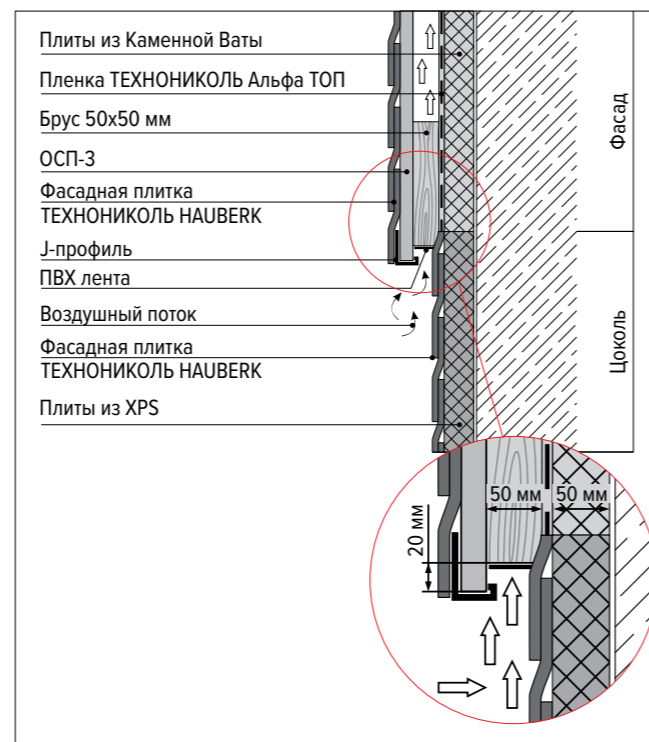 Плиты из Каменной Ваты
Пленка ТЕХНОНИКОЛЬ Альфа ТОП
Брус 50х50 мм
ОСП-3
Фасадная плитка
ТЕХНОНИКОЛЬ HAUBERK
J-профиль
ПВХ лента
Воздушный поток
Фасадная плитка
ТЕХНОНИКОЛЬ HAUBERK
Плиты из XPS
Фасад
Цоколь
50 мм
50 мм
20 мм